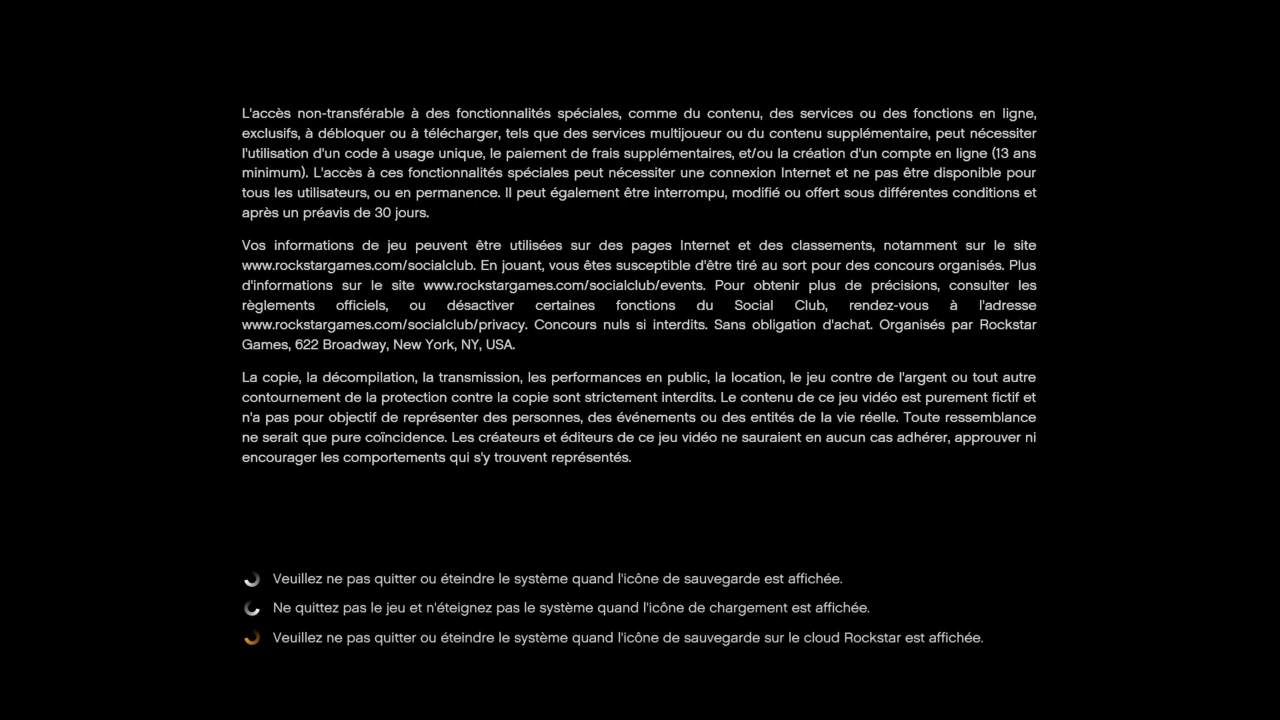 L'accès non-transférable à des fonctionnalités spéciales, comme du contenu, des services ou des fonctions en ligne,
exclusifs, à débloquer ou à télécharger, tels que des services multijoueur ou du contenu supplémentaire, peut nécessiter
l'utilisation d'un code à usage unique, le paiement de frais supplémentaires, et/ou la création d'un compte en ligne (13 ans
minimum). L'accès à ces fonctionnalités spéciales peut nécessiter une connexion Internet et ne pas être disponible pour
tous les utilisateurs, ou en permanence. Il peut également être interrompu, modifié ou offert sous différentes conditions et
après un préavis de 30 jours.
Vos informations de jeu peuvent être utilisées sur des pages Internet et des classements, notamment sur le site
www.rockstargames.com/socialclub. En jouant, vous êtes susceptible d'être tiré au sort pour des concours organisés. Plus
d'informations sur le site www.rockstargames.com/socialclub/events. Pour obtenir plus de précisions, consulter les
règlements officiels, ou désactiver certaines fonctions du Social Club, rendez-vous à l'adresse
www.rockstargames.com/socialclub/privacy. Concours nuls si interdits. Sans obligation d'achat. Organisés par Rockstar
Games, 622 Broadway, New York, NY, USA.
La copie, la décompilation, la transmission, les performances en public, la location, le jeu contre de l'argent ou tout autre
contournement de la protection contre la copie sont strictement interdits. Le contenu de ce jeu vidéo est purement fictif et
n'a pas pour objectif de représenter des personnes, des événements ou des entités de la vie réelle. Toute ressemblance
ne serait que pure coïncidence. Les créateurs et éditeurs de ce jeu vidéo ne sauraient en aucun cas adhérer, approuver ni
encourager les comportements qui s'y trouvent représentés.
Veuillez ne pas quitter ou éteindre le système quand l'icône de sauvegarde est affichée.
Ne quittez pas le jeu et n'éteignez pas le système quand l'icône de chargement est affichée.
Veuillez ne pas quitter ou éteindre le système quand l'icône de sauvegarde sur le cloud Rockstar est affichée.